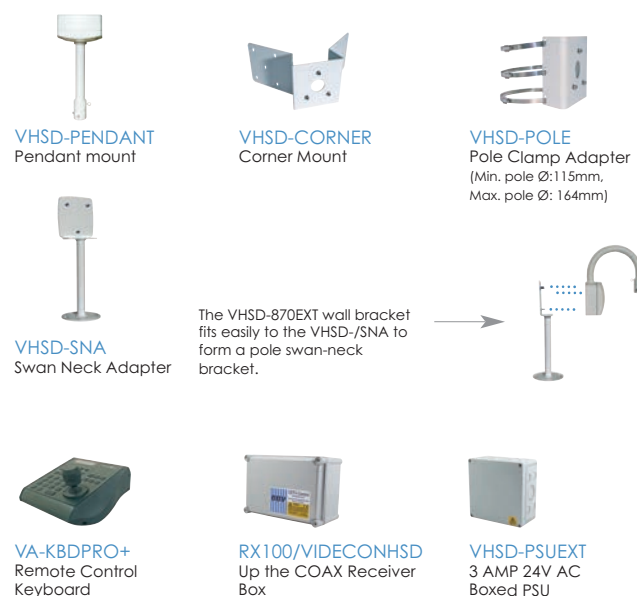 VHSD-PENDANT
Pendant mount
VHSD-CORNER
Corner Mount
VHSD-POLE
Pole Clamp Adapter
(Min. pole Ø:115mm,
Max. pole Ø: 164mm)
VHSD-SNA
Swan Neck Adapter
The VHSD-870EXT wall bracket
fits easily to the VHSD-/SNA to
form a pole swan-neck
bracket.
VA-KBDPRO+
Remote Control
Keyboard
RX100/VIDECONHSD
Up the COAX Receiver
Box
VHSD-PSUEXT
3 AMP 24V AC
Boxed PSU